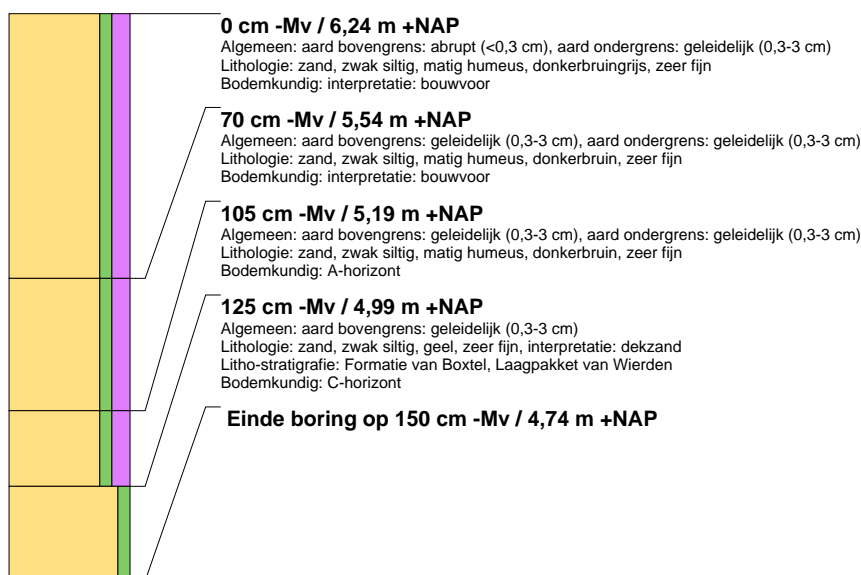 0 cm -Mv / 6,24 m +NAP
Algemeen: aard bovengrens: abrupt (<0,3 cm), aard ondergrens: geleidelijk (0,3-3 cm)
Lithologie: zand, zwak siltig, matig humeus, donkerbruingrijs, zeer fijn
Bodemkundig: interpretatie: bouwvoor
70 cm -Mv / 5,54 m +NAP
Algemeen: aard bovengrens: geleidelijk (0,3-3 cm), aard ondergrens: geleidelijk (0,3-3 cm)
Lithologie: zand, zwak siltig, matig humeus, donkerbruin, zeer fijn
Bodemkundig: interpretatie: bouwvoor
105 cm -Mv / 5,19 m +NAP
Algemeen: aard bovengrens: geleidelijk (0,3-3 cm), aard ondergrens: geleidelijk (0,3-3 cm)
Lithologie: zand, zwak siltig, matig humeus, donkerbruin, zeer fijn
Bodemkundig: A-horizont
125 cm -Mv / 4,99 m +NAP
Algemeen: aard bovengrens: geleidelijk (0,3-3 cm)
Lithologie: zand, zwak siltig, geel, zeer fijn, interpretatie: dekzand
Litho-stratigrafie: Formatie van Boxtel, Laagpakket van Wierden
Bodemkundig: C-horizont
Einde boring op 150 cm -Mv / 4,74 m +NAP